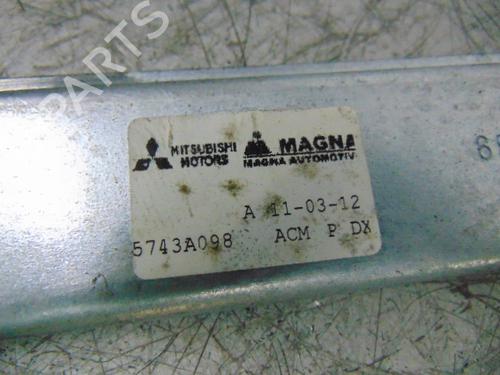 PARTS
MITSUBISHI MOTORS
MAGNA
MAGNA AUTOMOTIV
A 11-03-12
5743A098 ACM P DX